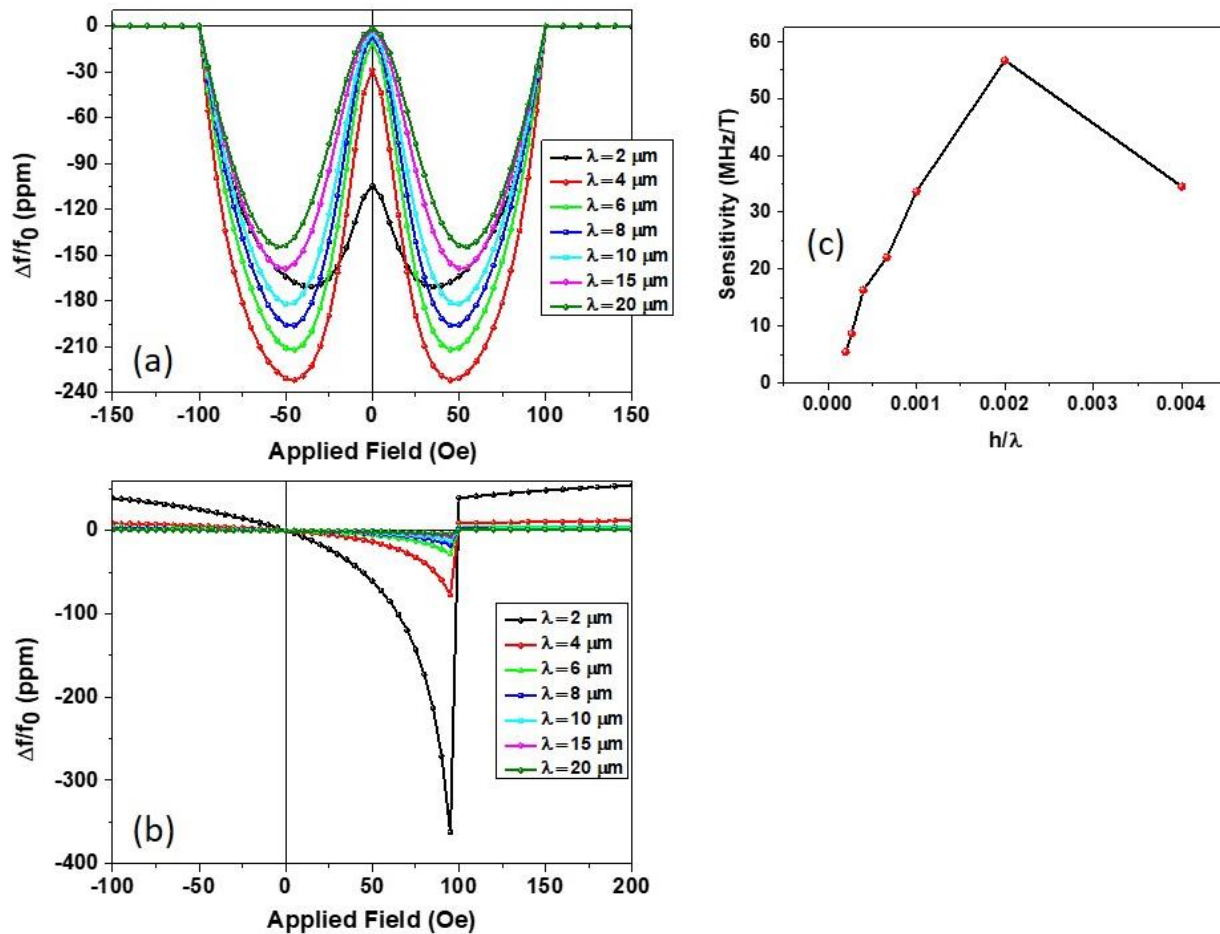 0
-30
-60
-90
-120
-150
-170
-210
-240
Δf/f0 (ppm)
-150 -100 -50 0 50 100 150
Applied Field (Oe)
(a)
λ = 2 μm
λ = 4 μm
λ = 6 μm
λ = 8 μm
λ = 10 μm
λ = 15 μm
λ = 20 μm
60
50
40
30
20
10
0
Sensitivity (MHz/T)
0.000 0.001 0.002 0.003 0.004
h/λ
(c)
0
-100
-200
-300
-400
Δf/f0 (ppm)
-100 -50 0 50 100 150 200
Applied Field (Oe)
(b)
λ = 2 μm
λ = 4 μm
λ = 6 μm
λ = 8 μm
λ = 10 μm
λ = 15 μm
λ = 20 μm